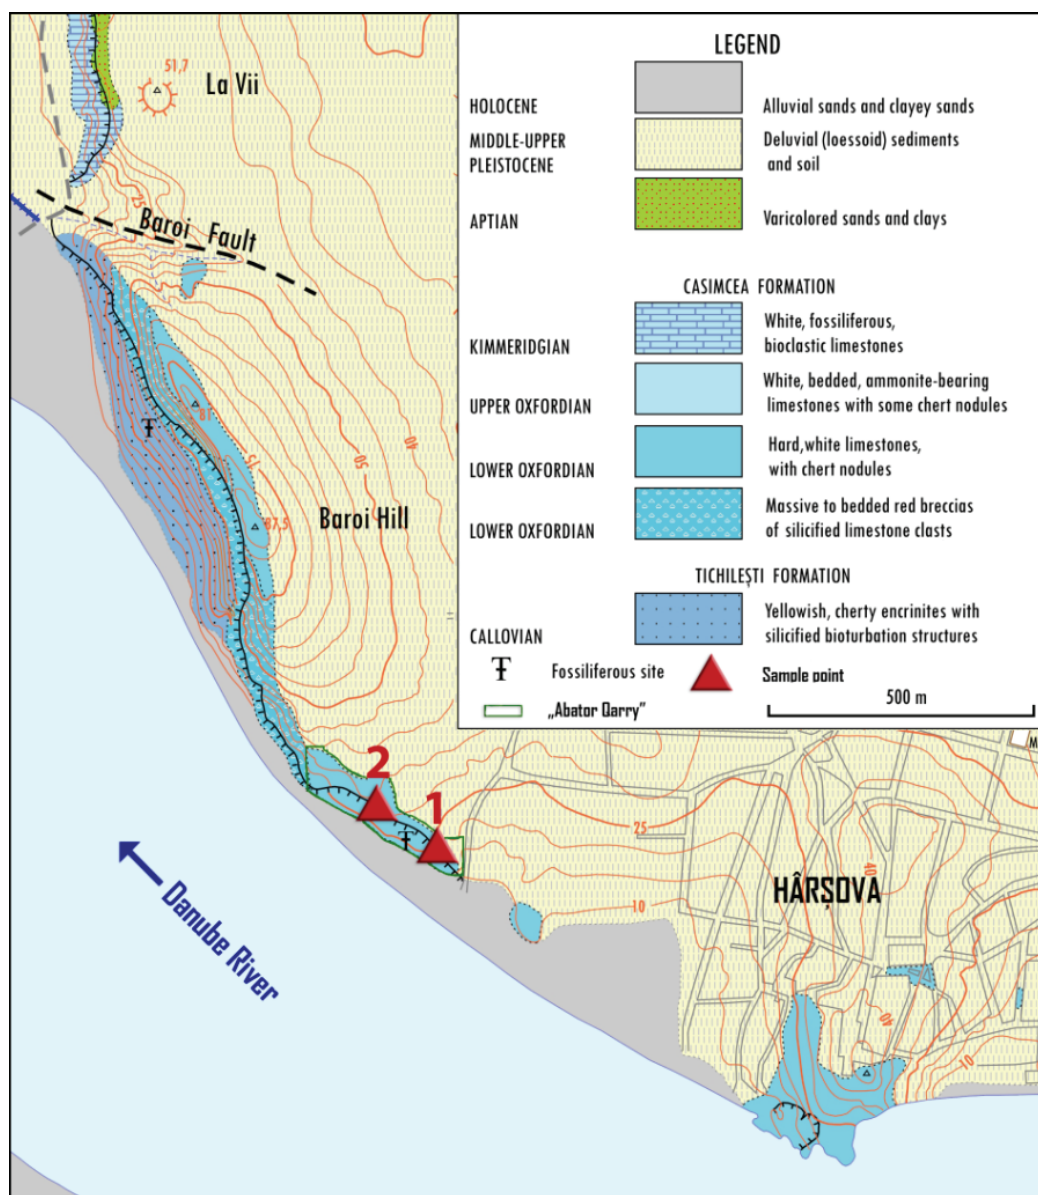 LEGEND
HOLOCENE
Alluvial sands and clayey sands
MIDDLE-UPPER
PLEISTOCENE
Deluvial (loessoid) sediments
and soil
APTIAN
Varicolored sands and clays
CASIMCEA FORMATION
KIMMERIDGIAN
White, fossiliferous,
bioclastic limestones
UPPER OXFORDIAN
White, bedded, ammonite-bearing
limestones with some chert nodules
LOWER OXFORDIAN
Hard,white limestones,
with chert nodules
LOWER OXFORDIAN
Massive to bedded red breccias
of silicified limestone clasts
TICHILEȘTI FORMATION
CALLOVIAN
Yellowish, cherty encrinites with
silicified bioturbation structures
Fossiliferous site
Sample point
„Abator Qarry"
500 m
51,7
La Vii
25
Baroi Fault
81
75
50
40
87,5
Baroi Hill
2
1
M
25
40
HÂRȘOVA
10
Danube River
40
10